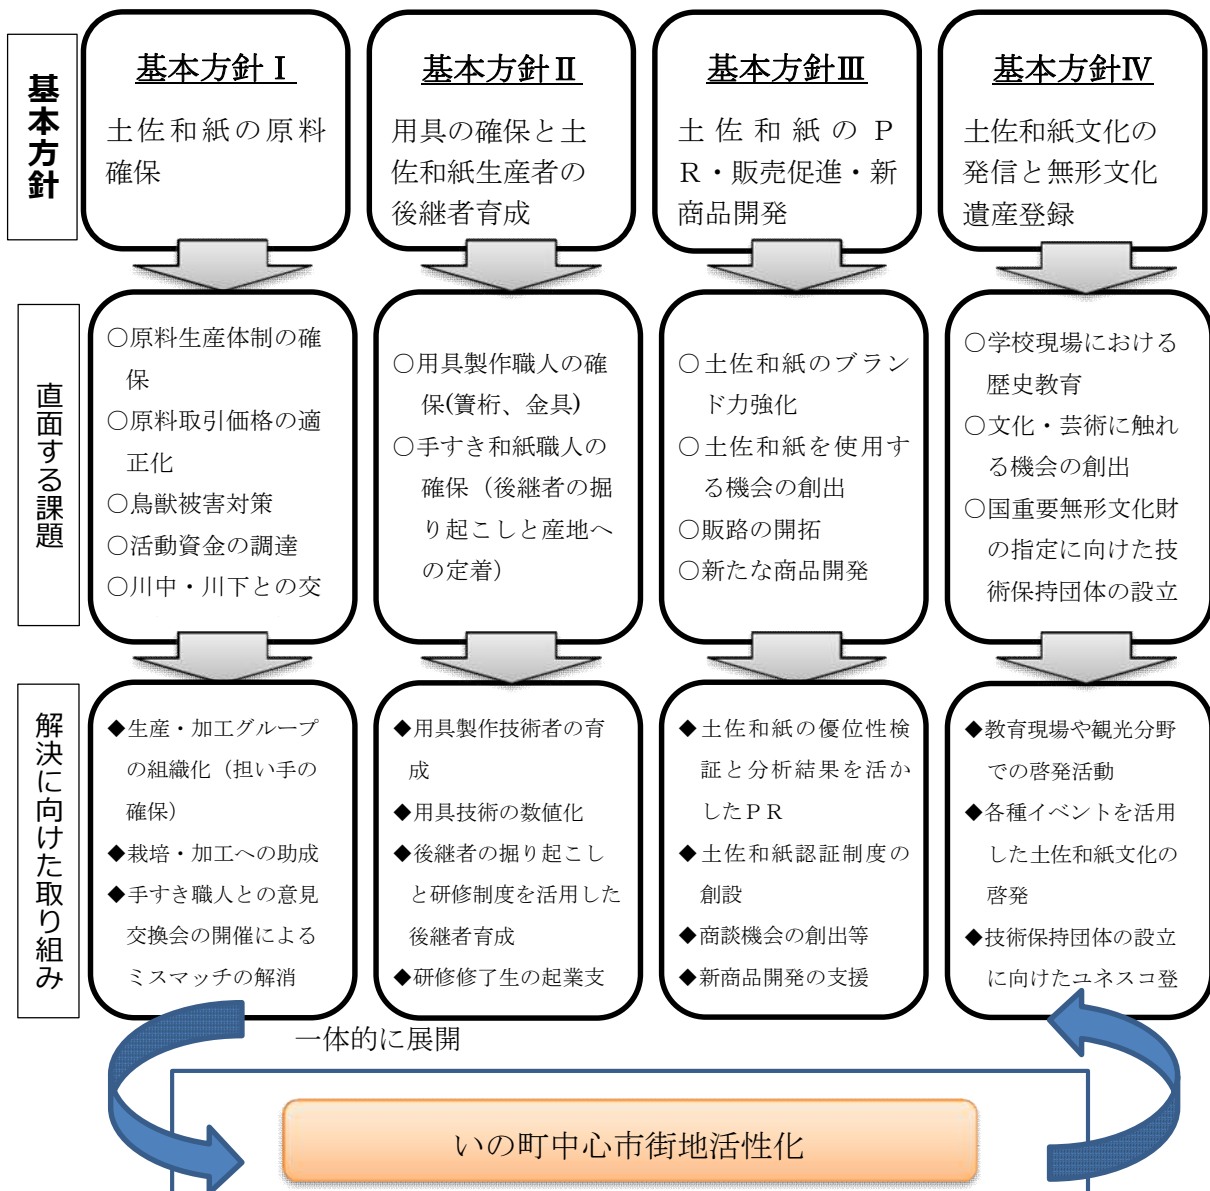 基本方針
基本方針Ⅰ
土佐和紙の原料
確保
基本方針Ⅱ
用具の確保と土
佐和紙生産者の
後継者育成
基本方針Ⅲ
土佐和紙のP
R・販売促進・新
商品開発
基本方針Ⅳ
土佐和紙文化の
発信と無形文化
遺産登録
直面する課題
○原料生産体制の確
保
○原料取引価格の適
正化
○鳥獣被害対策
○活動資金の調達
○川中・川下との交
○用具製作職人の確
保(簀桁、金具)
○手すき和紙職人の
確保（後継者の掘
り起こしと産地へ
の定着）
○土佐和紙のブラン
ド力強化
○土佐和紙を使用す
る機会の創出
○販路の開拓
○新たな商品開発
○学校現場における
歴史教育
○文化・芸術に触れ
る機会の創出
○国重要無形文化財
の指定に向けた技
術保持団体の設立
解決に向けた取り組み
◆生産・加工グループ
の組織化（担い手の
確保）
◆栽培・加工への助成
◆手すき職人との意見
交換会の開催による
ミスマッチの解消
◆用具製作技術者の育
成
◆用具技術の数値化
◆後継者の掘り起こし
と研修制度を活用した
後継者育成
◆研修修了生の起業支
◆土佐和紙の優位性検
証と分析結果を活か
したPR
◆土佐和紙認証制度の
創設
◆商談機会の創出等
◆新商品開発の支援
◆教育現場や観光分野
での啓発活動
◆各種イベントを活用
した土佐和紙文化の
啓発
◆技術保持団体の設立
に向けたユネスコ登
一体的に展開
いの町中心市街地活性化